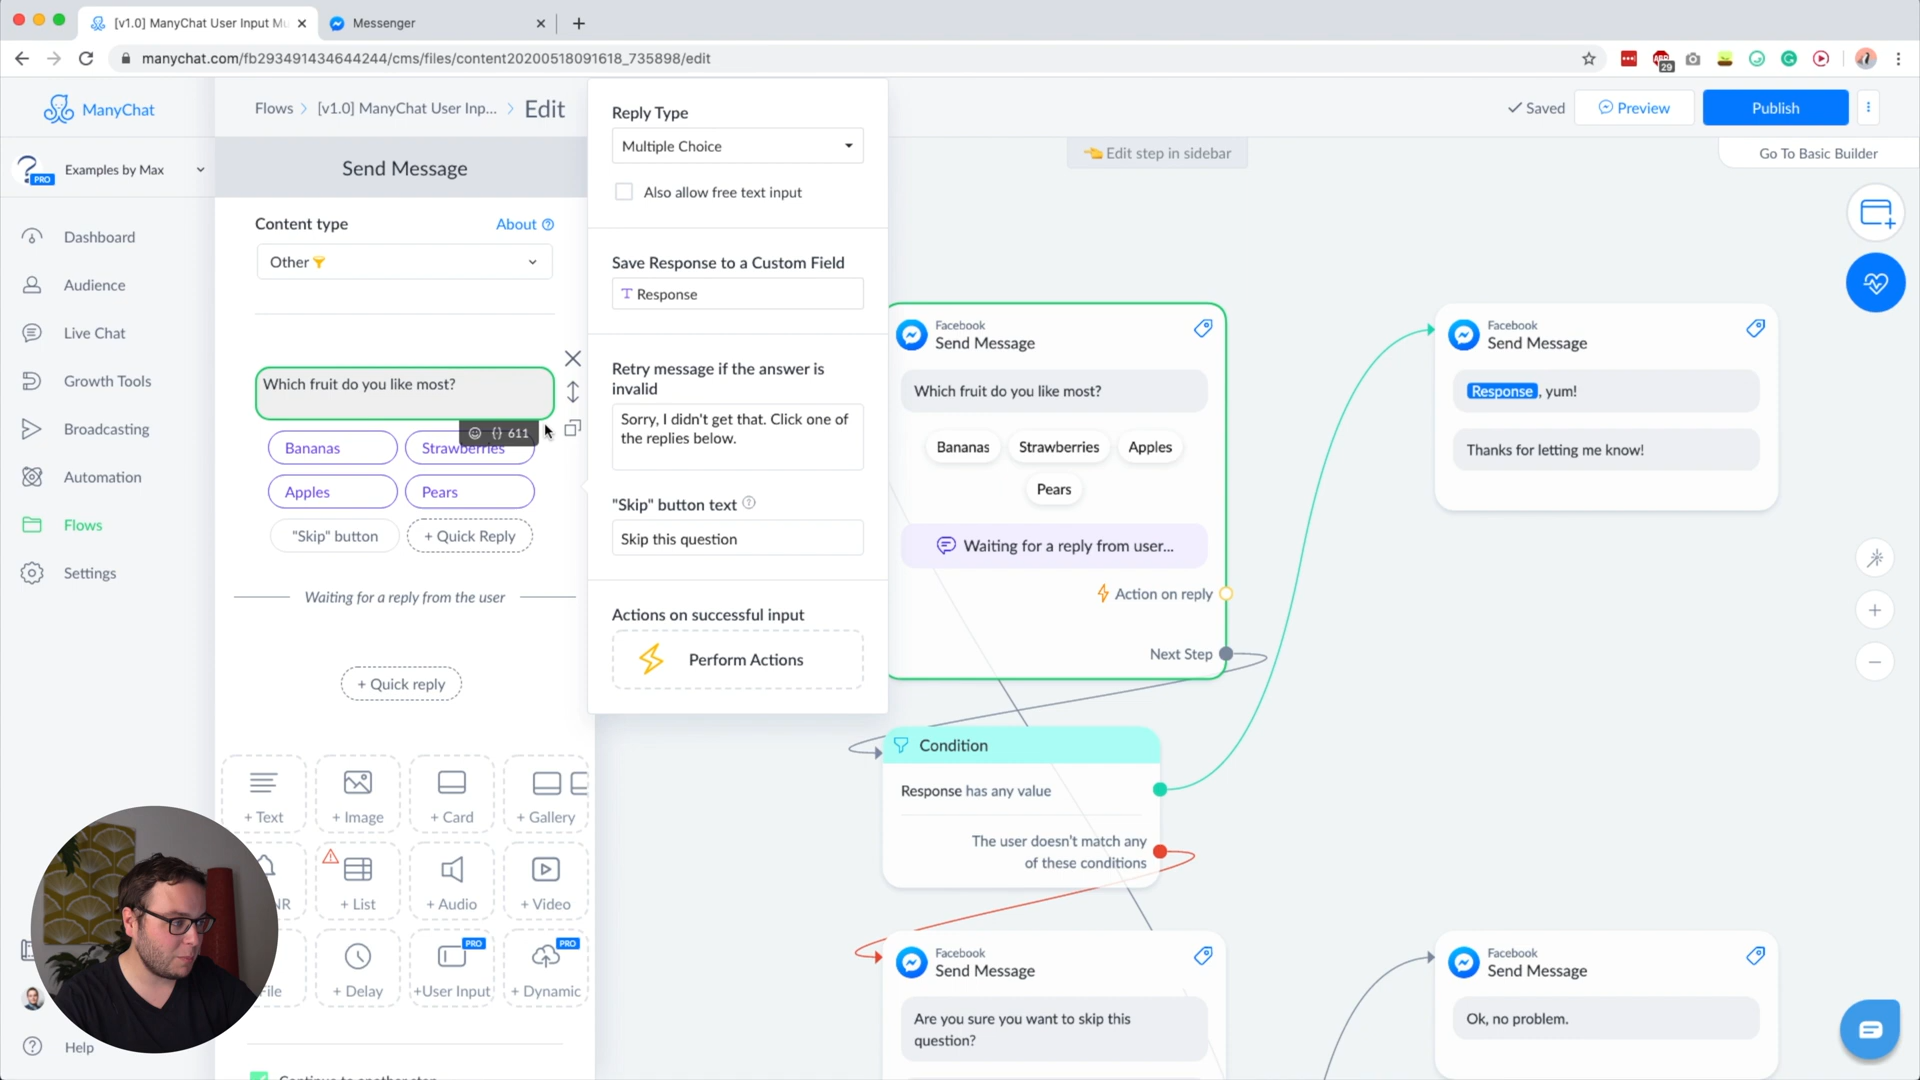 [v1.0] ManyChat User Input Mu
Messenger
manychat.com/fb293491434644244/cms/files/content20200518091618_735898/edit
29
ManyChat
Flows
[v1.0] ManyChat User Inp...
Edit
Saved
Preview
Publish
PRO
Examples by Max
Send Message
Edit step in sidebar
Go To Basic Builder
Dashboard
Audience
Live Chat
Growth Tools
Broadcasting
Automation
Flows
Settings
Help
Content type
About
Other
Which fruit do you like most?
{} 611
Bananas
Strawberries
Apples
Pears
"Skip" button
+ Quick Reply
Waiting for a reply from the user
+ Quick reply
+ Text
+ Image
+ Card
+ Gallery
+ List
+ Audio
+ Video
PRO
PRO
File
+ Delay
+User Input
+ Dynamic
Continue to another step
Reply Type
Multiple Choice
Also allow free text input
Save Response to a Custom Field
T Response
Retry message if the answer is
invalid
Sorry, I didn't get that. Click one of
the replies below.
"Skip" button text
Skip this question
Actions on successful input
Perform Actions
Facebook
Send Message
Which fruit do you like most?
Bananas
Strawberries
Apples
Pears
Waiting for a reply from user...
Action on reply
Next Step
Condition
Response has any value
The user doesn't match any
of these conditions
Facebook
Send Message
Are you sure you want to skip this
question?
Facebook
Send Message
Response, yum!
Thanks for letting me know!
Facebook
Send Message
Ok, no problem.